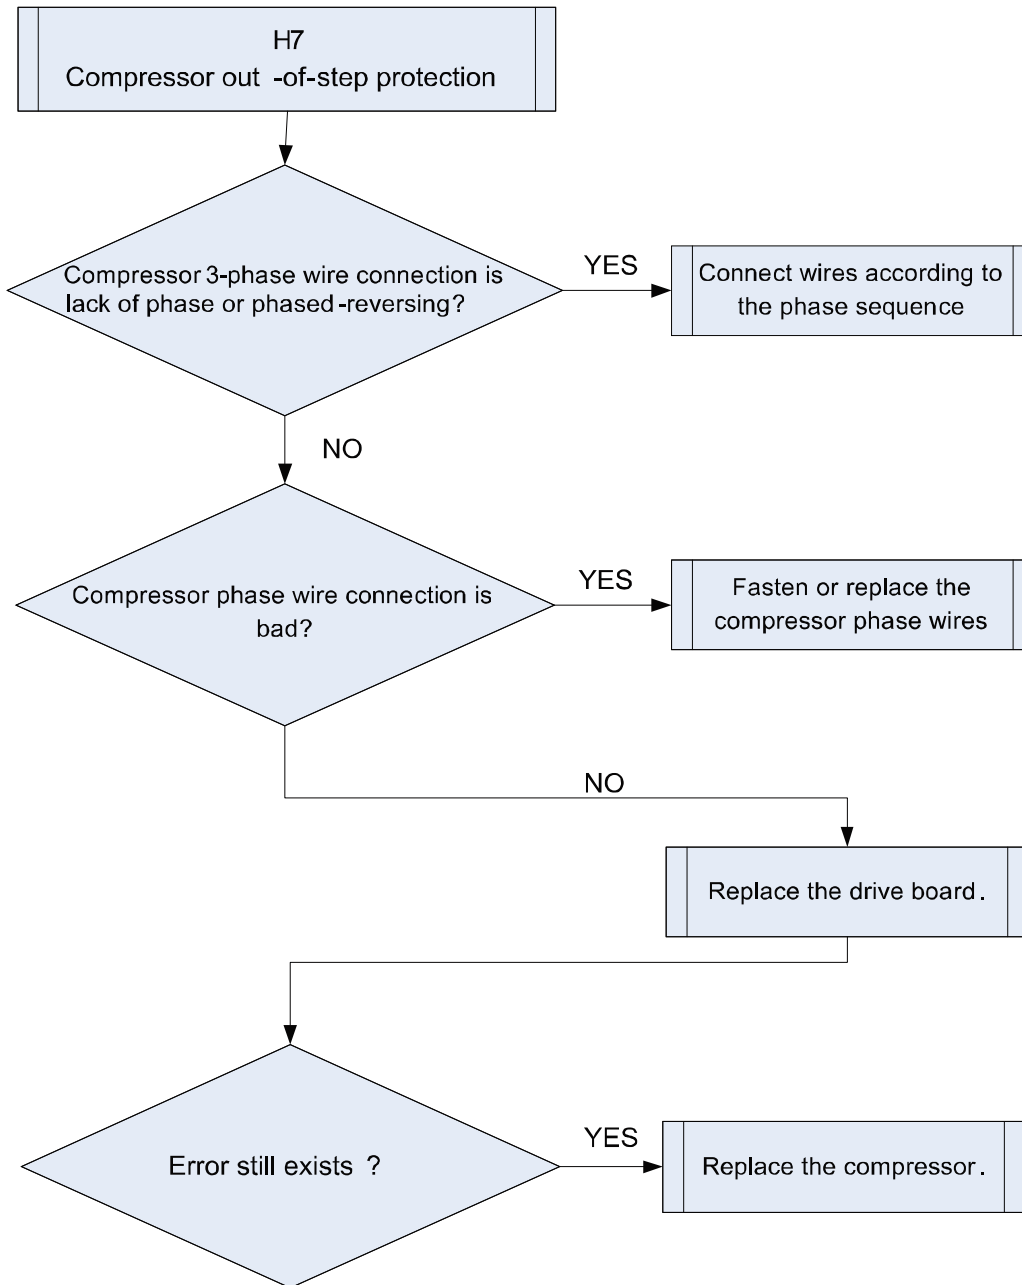 H7
Compressor out -of-step protection
Compressor 3-phase wire connection is
lack of phase or phased-reversing?
YES
Connect wires according to
the phase sequence
NO
Compressor phase wire connection is
bad?
YES
Fasten or replace the
compressor phase wires
NO
Replace the drive board.
Error still exists ?
YES
Replace the compressor.